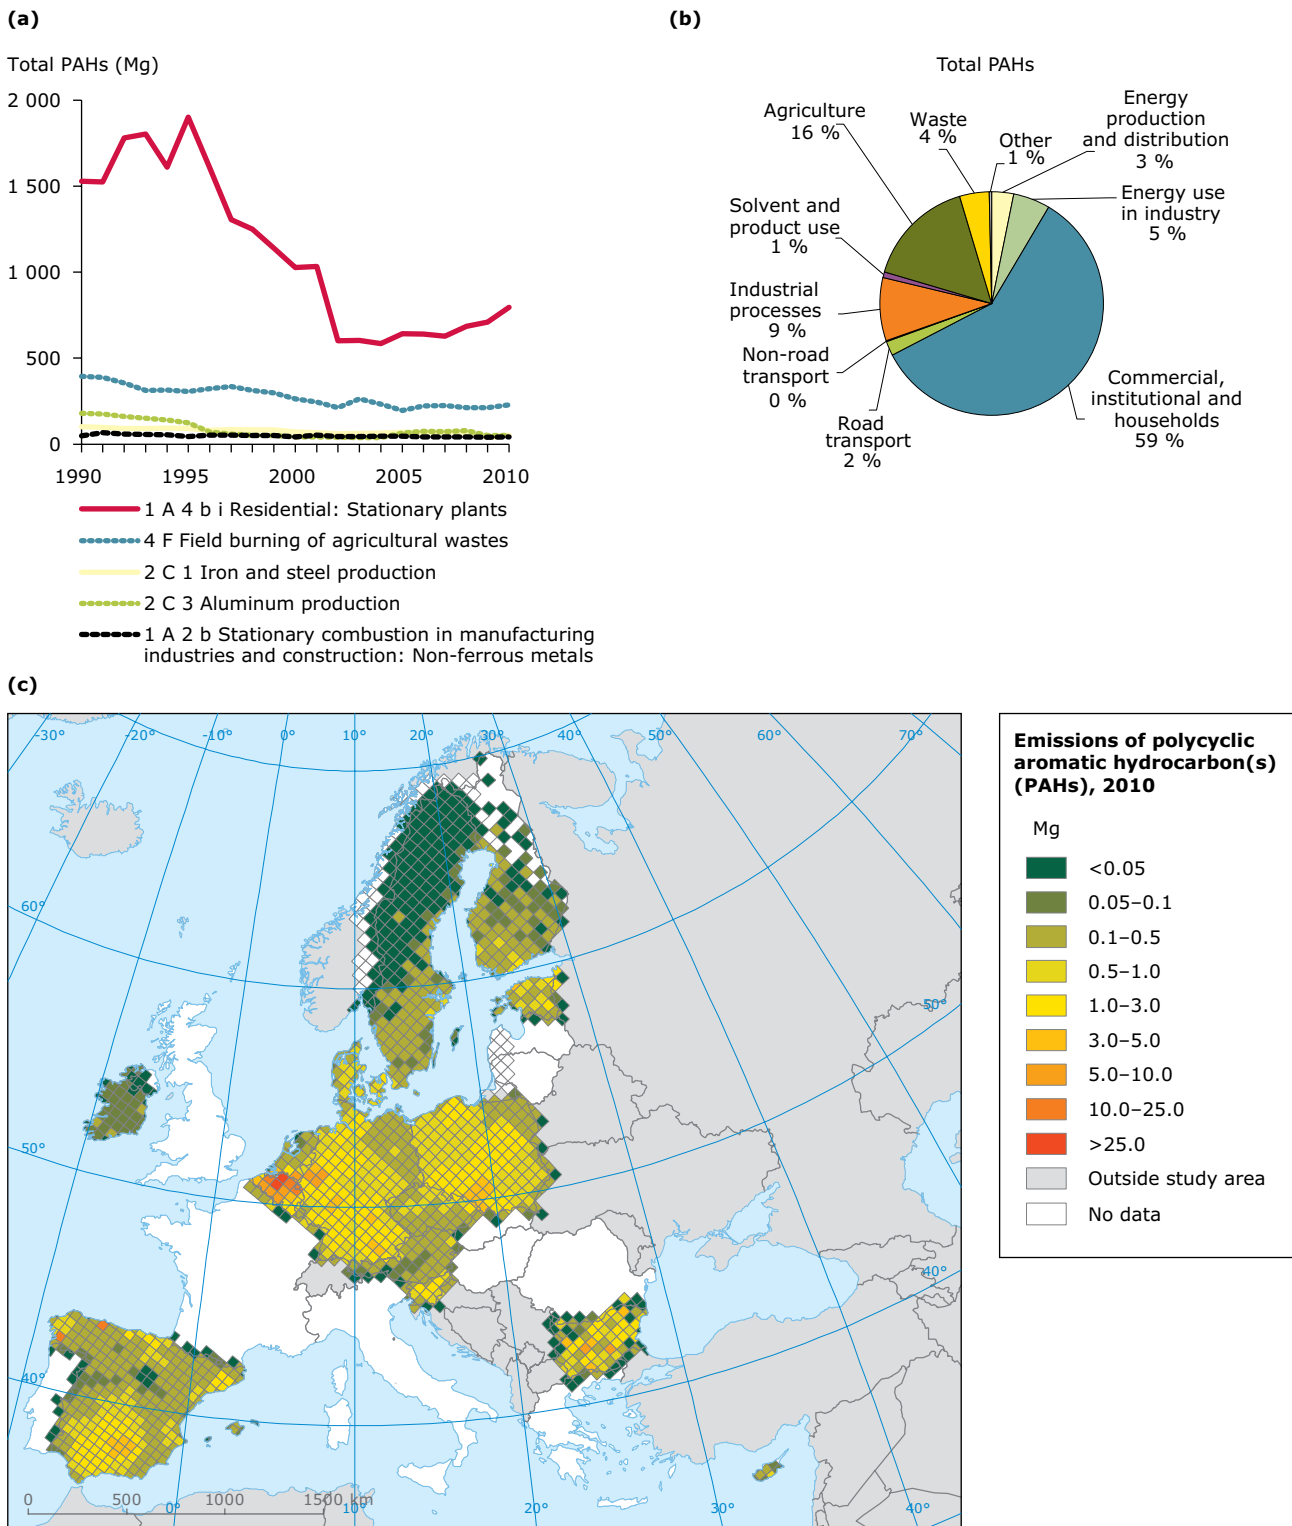 (a)
(b)
Total PAHs (Mg)
2 000
1 500
1 000
500
0
1990
1995
2000
2005
2010
1 A 4 b i Residential: Stationary plants
4 F Field burning of agricultural wastes
2 C 1 Iron and steel production
2 C 3 Aluminum production
1 A 2 b Stationary combustion in manufacturing
industries and construction: Non-ferrous metals
Total PAHs
Agriculture
16 %
Waste
4 %
Other
1 %
Energy
production
and distribution
3 %
Energy use
in industry
5 %
Solvent and
product use
1 %
Industrial
processes
9 %
Non-road
transport
0 %
Road
transport
2 %
Commercial,
institutional and
households
59 %
(c)
-30°
-20°
-10°
0°
10°
20°
30°
40°
50°
60°
70°
60°
50°
50°
40°
40°
0
500
1000
1500 km
0°
10°
20°
30°
40°
Emissions of polycyclic
aromatic hydrocarbon(s)
(PAHs), 2010
Mg
<0.05
0.05–0.1
0.1–0.5
0.5–1.0
1.0–3.0
3.0–5.0
5.0–10.0
10.0–25.0
>25.0
Outside study area
No data